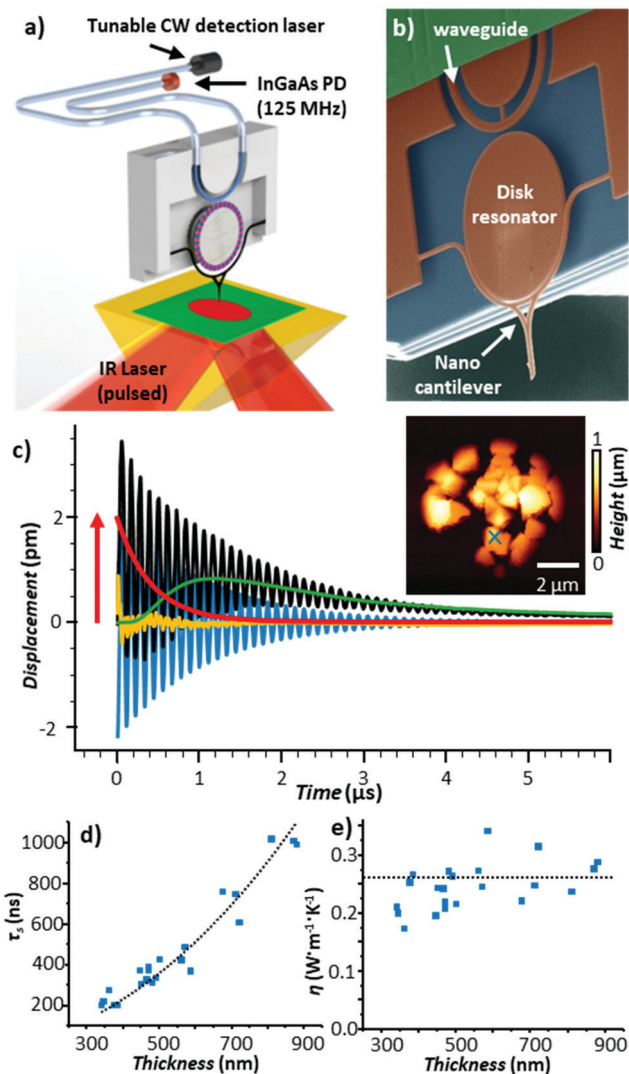 a)
Tunable CW detection laser
InGaAs PD
(125 MHz)
IR Laser
(pulsed)
b)
waveguide
Disk
resonator
Nano
cantilever
c)
Displacement (pm)
2
0
-2
0
1
2
3
4
5
Time (μs)
1
0
Height (μm)
2 μm
d)
τs (ns)
1000
800
600
400
200
300
500
700
900
Thickness (nm)
e)
η (W·m⁻¹·K⁻¹)
0.3
0.2
0.1
0.0
300
500
700
900
Thickness (nm)